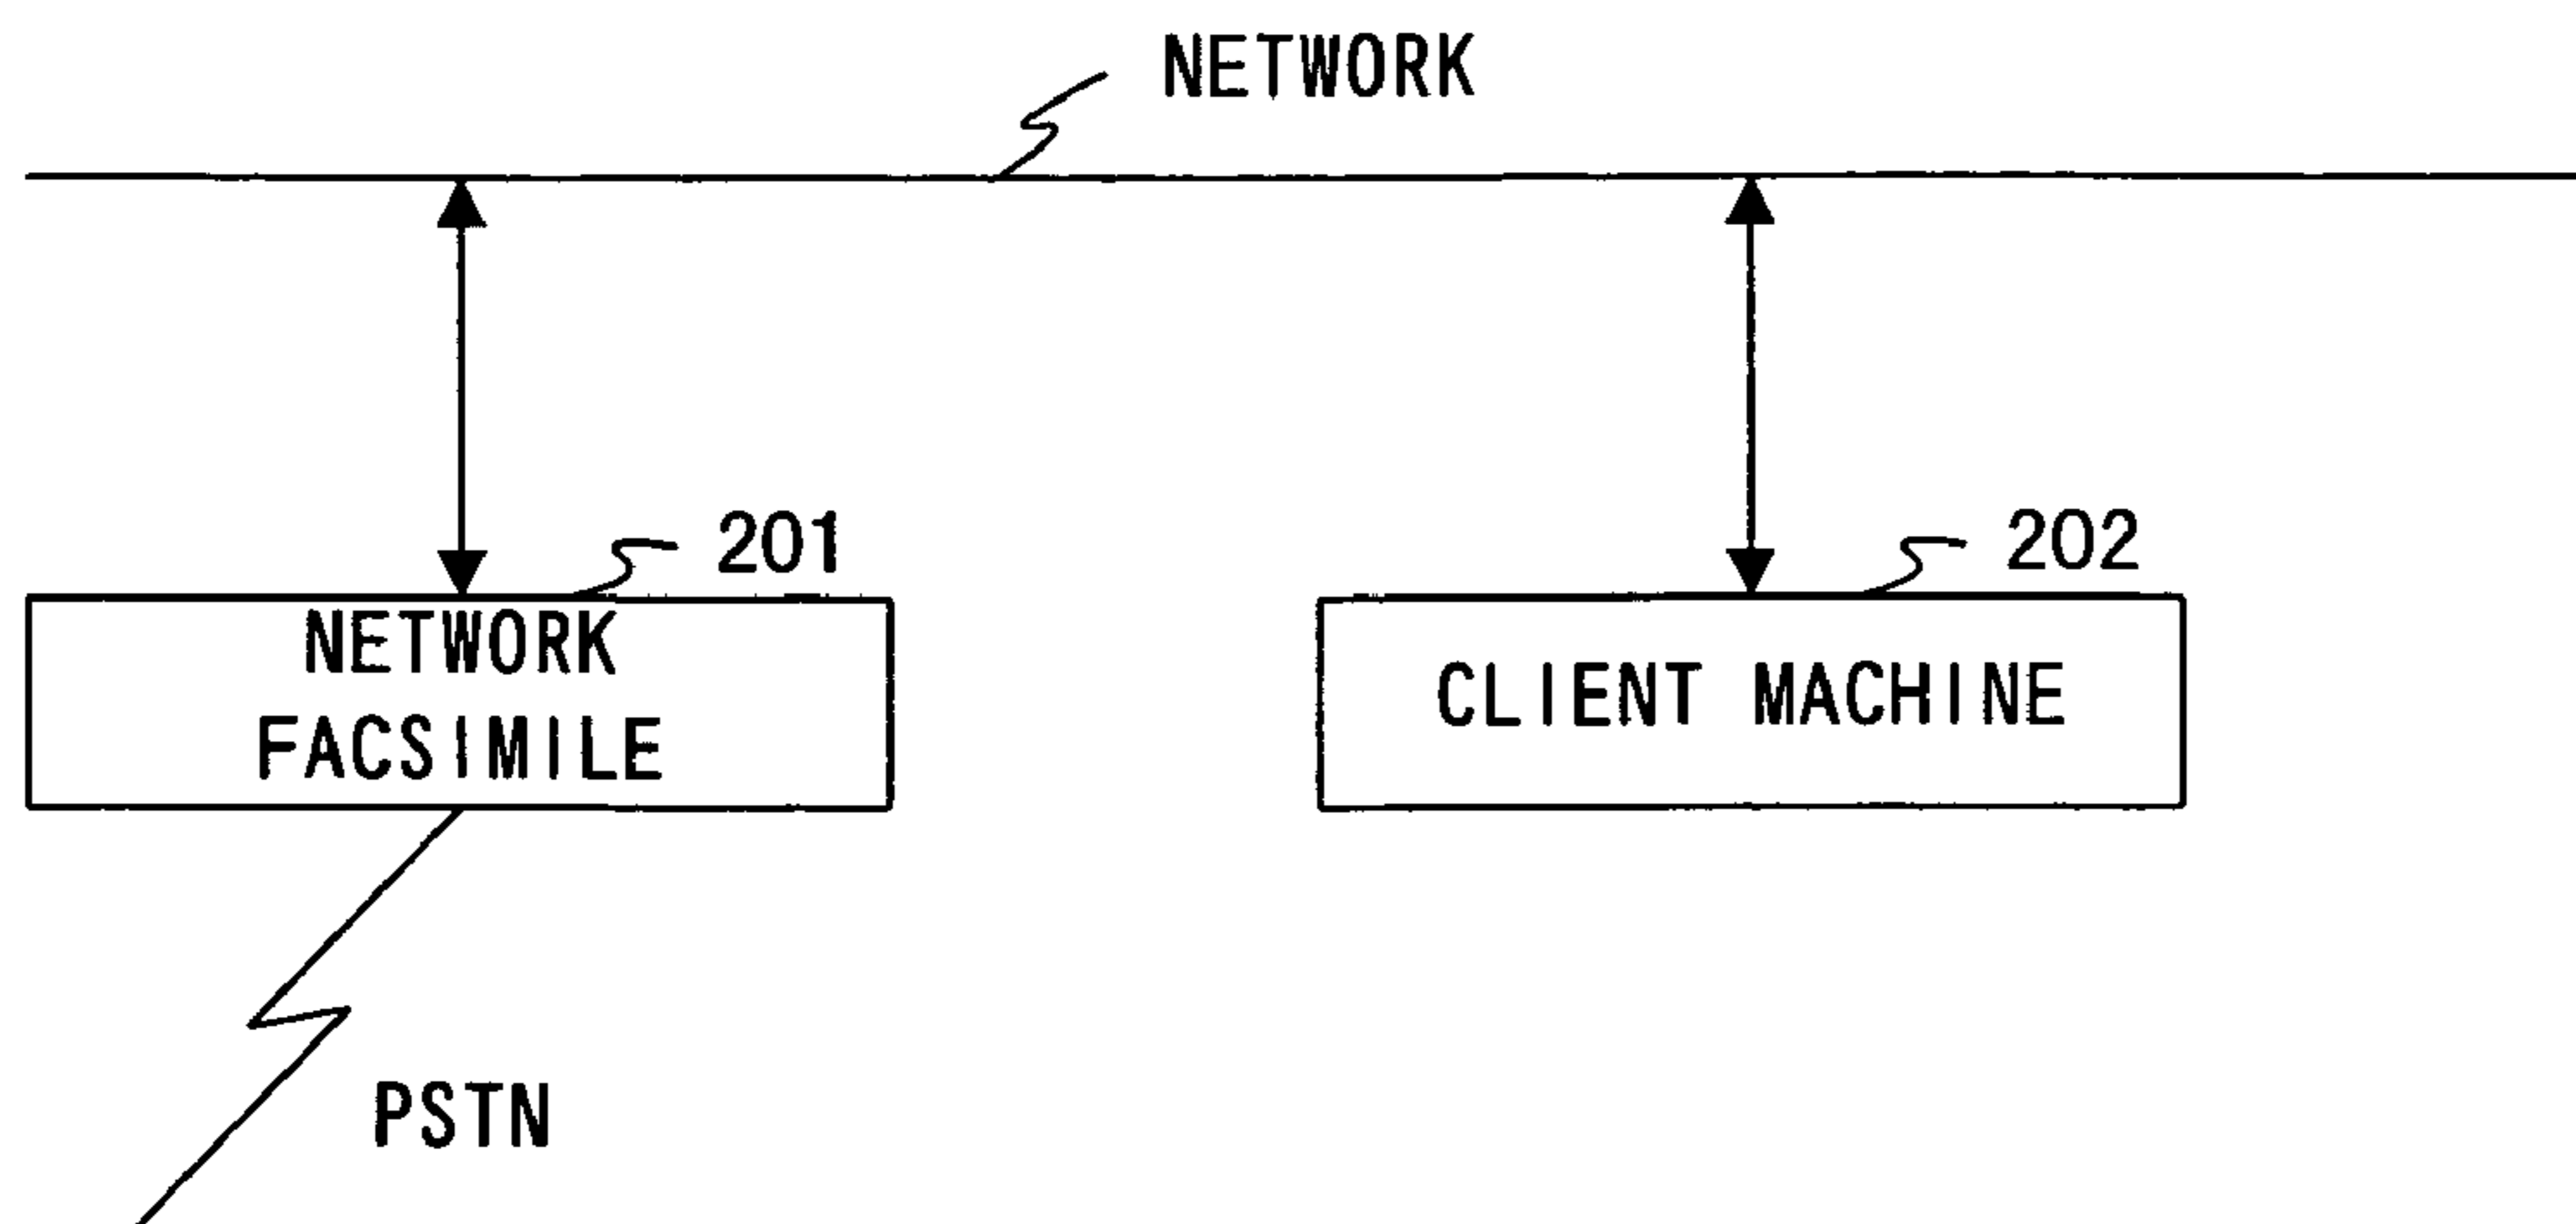 NETWORK
201
202
NETWORK
FACSIMILE
CLIENT MACHINE
PSTN